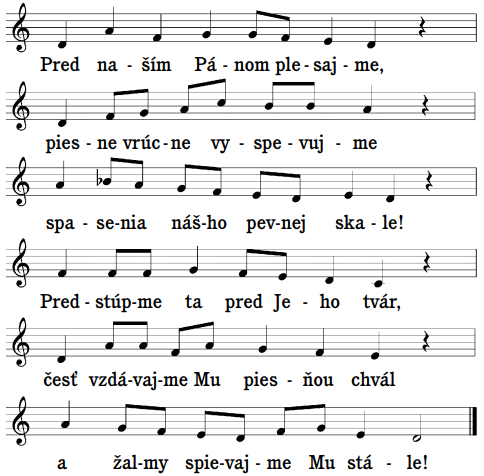 Pred na - ším Pá - nom ple - saj - me,
pies - ne vrúc - ne vy - spe - vuj - me
spa - se - nia náš - ho pev - nej ska - le!
Pred - stúp - me ta pred Je - ho tvár,
česť vzdá - vaj - me Mu pies - ňou chvál
a žal - my spie - vaj - me Mu stá - le!